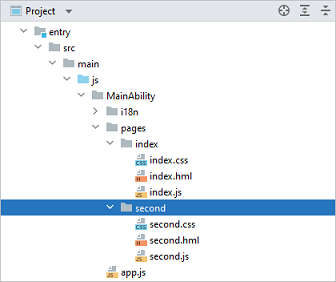 Project
entry
src
main
js
MainAbility
i18n
pages
index
index.css
index.hml
index.js
second
second.css
second.hml
second.js
app.js